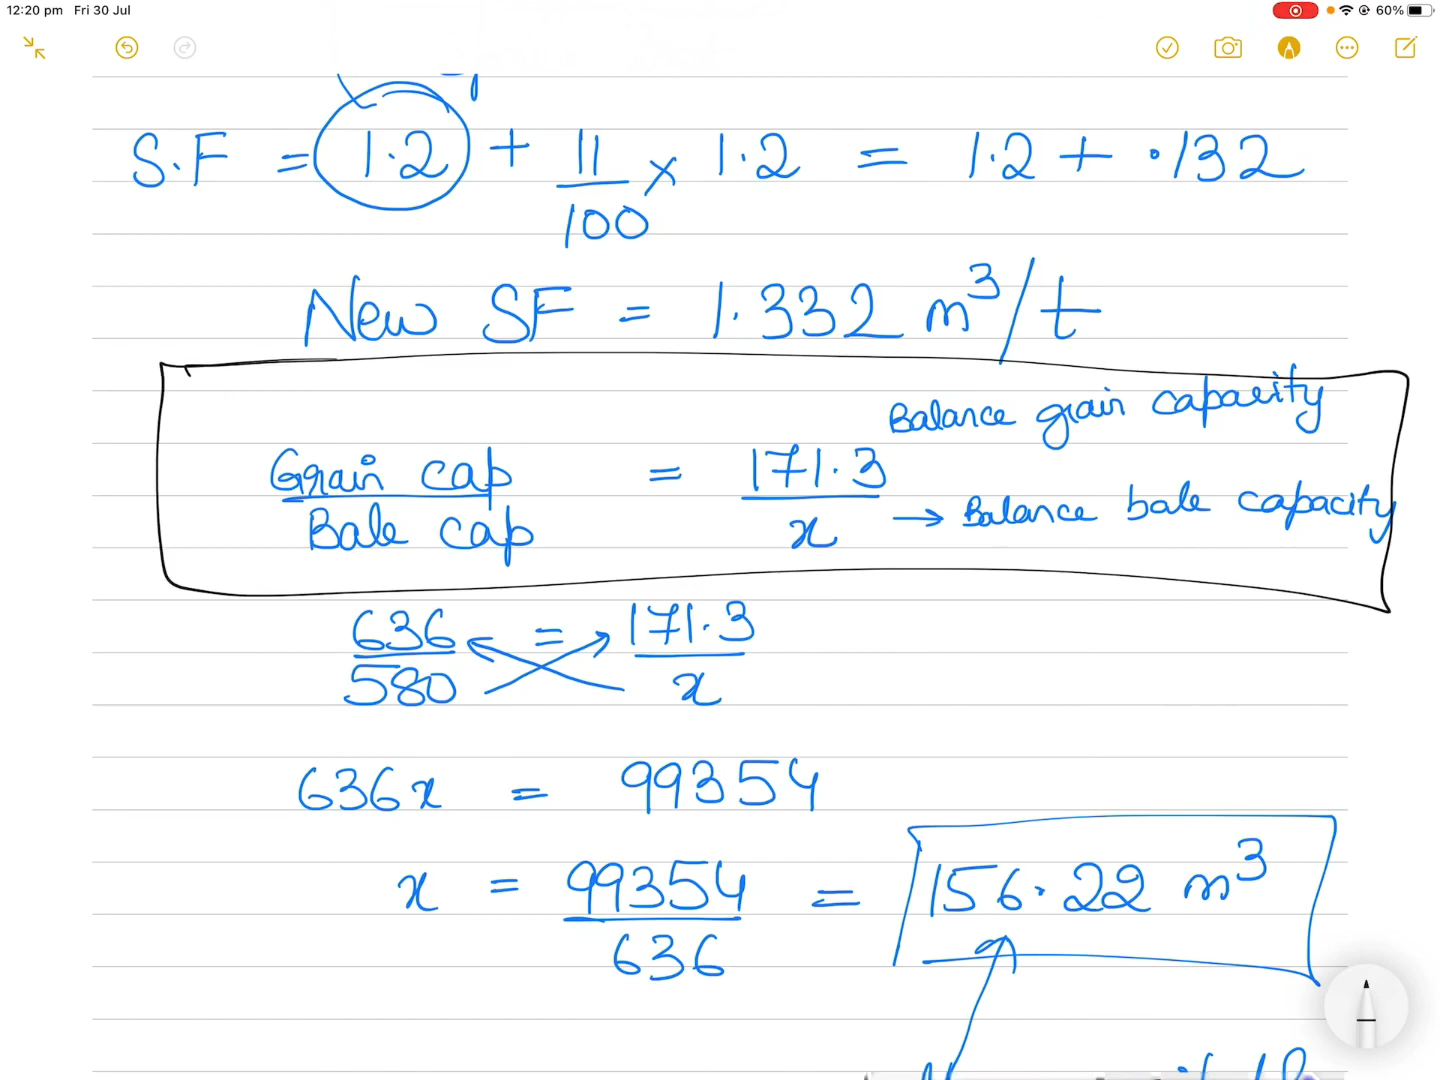 12:20 pm Fri 30 Jul 60%
S.F = 1.2 + 11/100 × 1.2 = 1.2 + .132
New SF = 1.332 m³/t
Balance grain capacity
Grain cap / Bale cap = 171.3 / x → Balance bale capacity
636/580 = 171.3/x
636x = 99354
x = 99354/636 = 156.22 m³